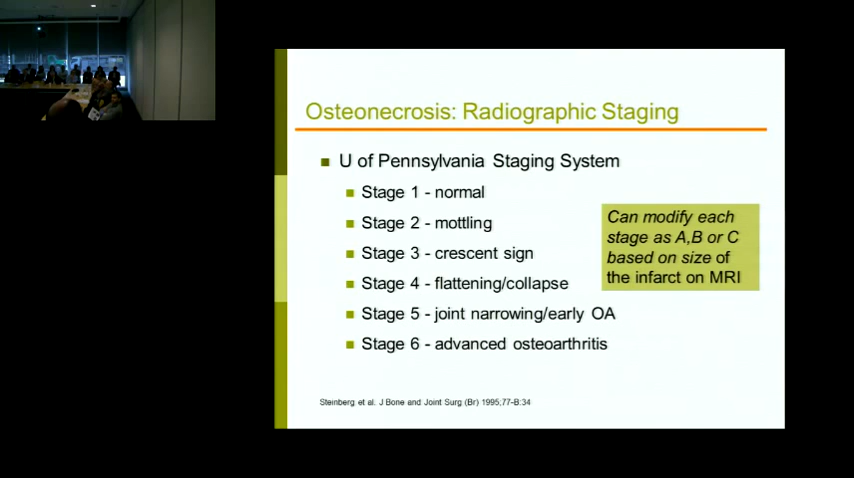 Osteonecrosis: Radiographic Staging
U of Pennsylvania Staging System
Stage 1 - normal
Stage 2 - mottling
Stage 3 - crescent sign
Stage 4 - flattening/collapse
Stage 5 - joint narrowing/early OA
Stage 6 - advanced osteoarthritis
Can modify each
stage as A,B or C
based on size of
the infarct on MRI
Steinberg et al. J Bone and Joint Surg (Br) 1995;77-B:34